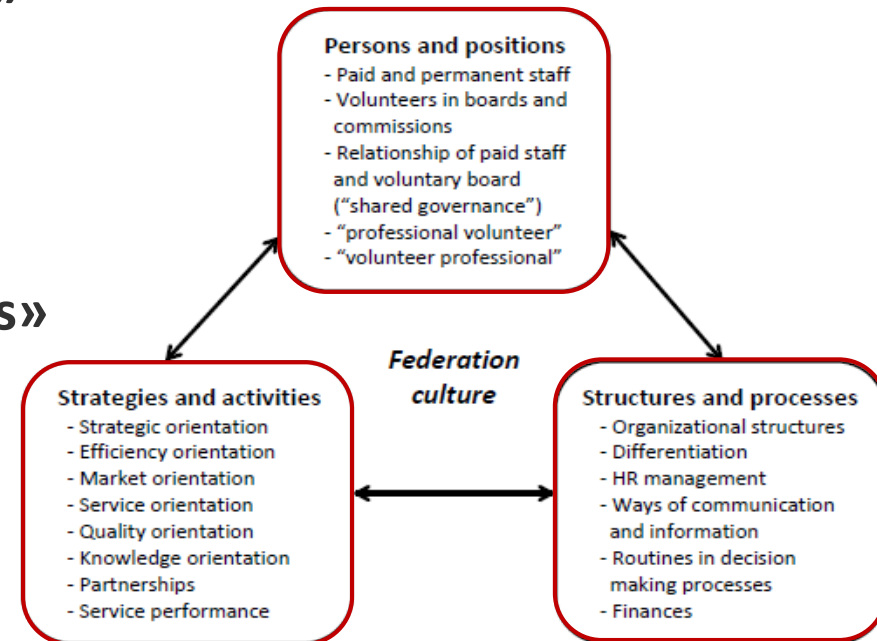 »
Persons and positions
- Paid and permanent staff
- Volunteers in boards and
commissions
- Relationship of paid staff
and voluntary board
(“shared governance”)
- “professional volunteer”
- “volunteer professional”
s»
Federation
culture
Strategies and activities
- Strategic orientation
- Efficiency orientation
- Market orientation
- Service orientation
- Quality orientation
- Knowledge orientation
- Partnerships
- Service performance
Structures and processes
- Organizational structures
- Differentiation
- HR management
- Ways of communication
and information
- Routines in decision
making processes
- Finances